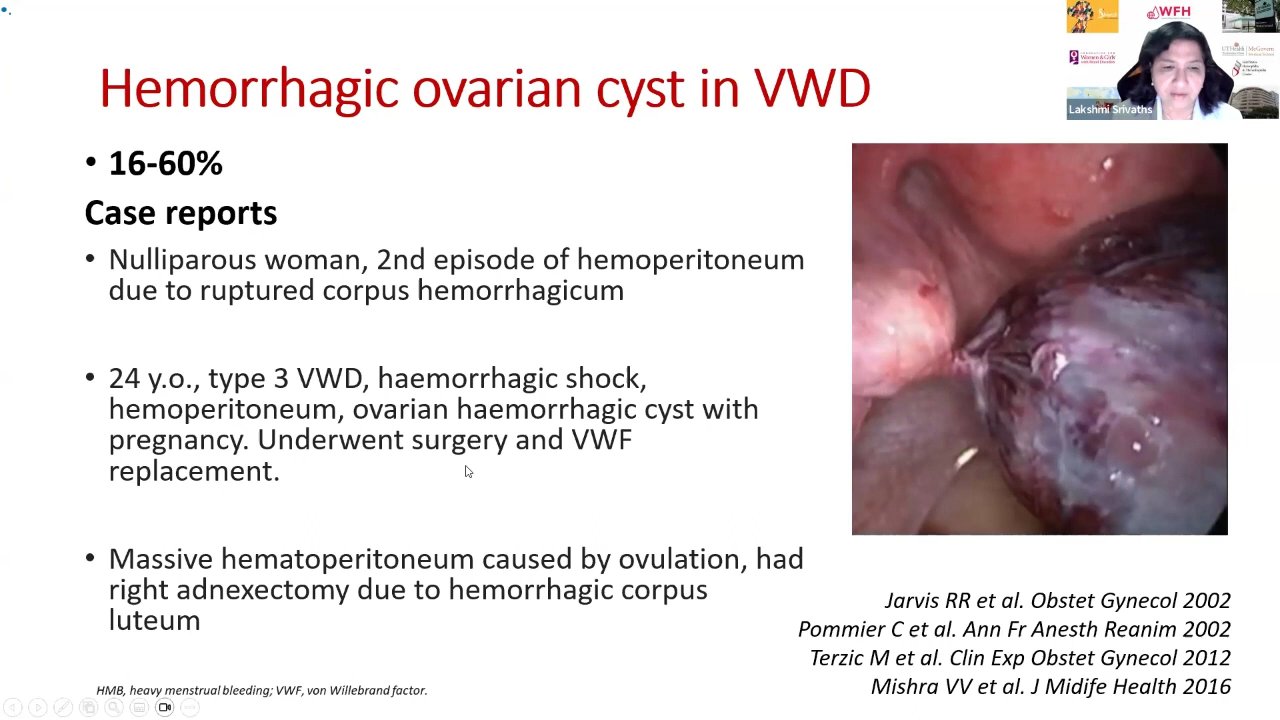 Hemorrhagic ovarian cyst in VWD
• 16-60%
Case reports
• Nulliparous woman, 2nd episode of hemoperitoneum
due to ruptured corpus hemorrhagicum
• 24 y.o., type 3 VWD, haemorrhagic shock,
hemoperitoneum, ovarian haemorrhagic cyst with
pregnancy. Underwent surgery and VWF
replacement.
• Massive hematoperitoneum caused by ovulation, had
right adnexectomy due to hemorrhagic corpus
luteum
Jarvis RR et al. Obstet Gynecol 2002
Pommier C et al. Ann Fr Anesth Reanim 2002
Terzic M et al. Clin Exp Obstet Gynecol 2012
Mishra VV et al. J Midife Health 2016
HMB, heavy menstrual bleeding; VWF, von Willebrand factor.
WFH
Women & Girls
Lakshmi Srivaths